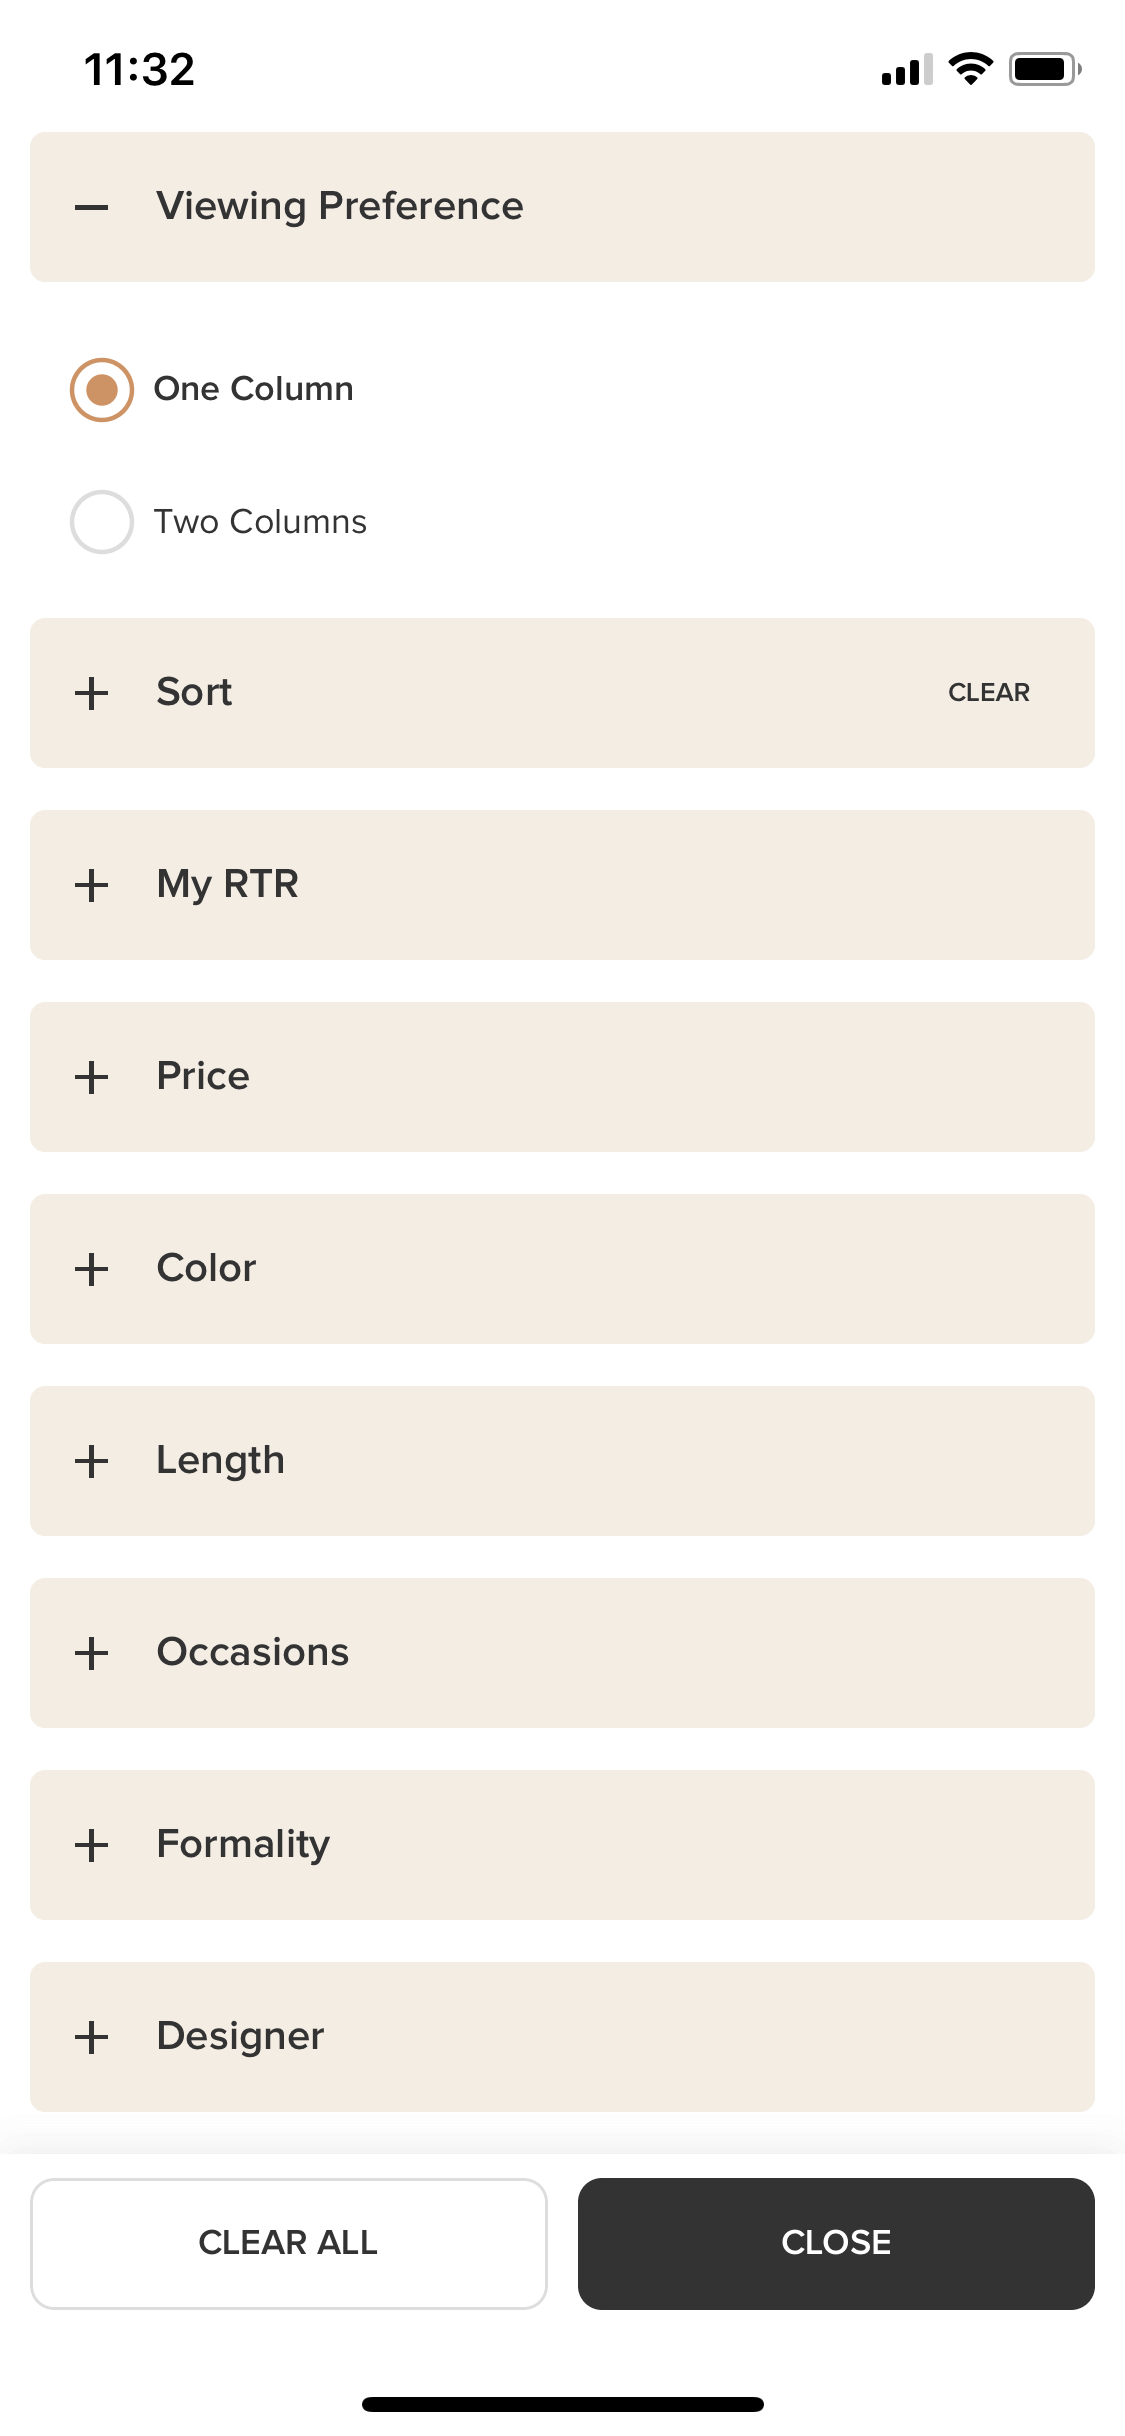 11:32
Viewing Preference
One Column
Two Columns
Sort CLEAR
My RTR
Price
Color
Length
Occasions
Formality
Designer
CLEAR ALL CLOSE